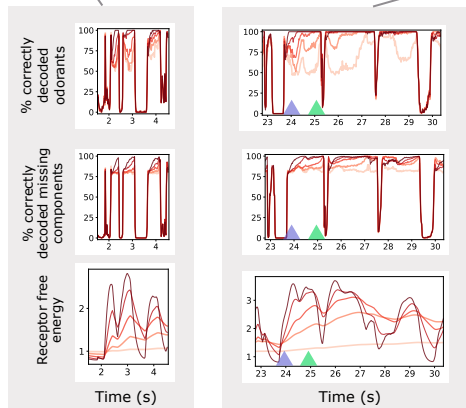 % correctly
decoded
odorants
100
75
50
25
0
2 3 4
100
75
50
25
0
23 24 25 26 27 28 29 30
% correctly
decoded missing
components
100
75
50
25
0
2 3 4
100
75
50
25
0
23 24 25 26 27 28 29 30
Receptor free
energy
2
1
2 3 4
3
2
1
23 24 25 26 27 28 29 30
Time (s)
Time (s)